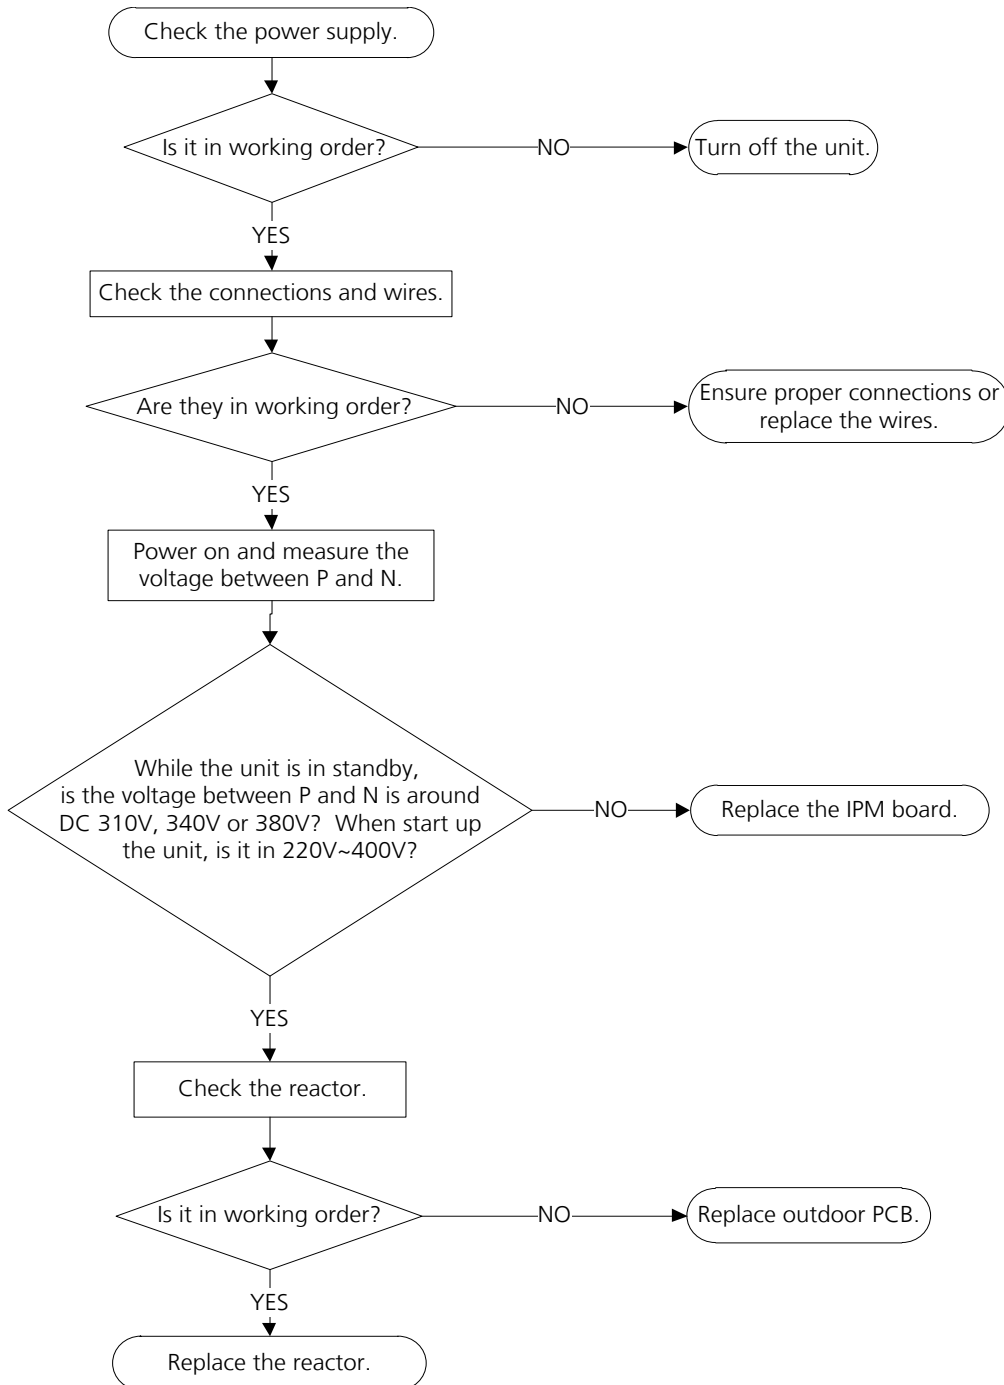 Check the power supply.
Is it in working order?
NO
Turn off the unit.
YES
Check the connections and wires.
Are they in working order?
NO
Ensure proper connections or
replace the wires.
YES
Power on and measure the
voltage between P and N.
While the unit is in standby,
is the voltage between P and N is around
DC 310V, 340V or 380V? When start up
the unit, is it in 220V~400V?
NO
Replace the IPM board.
YES
Check the reactor.
Is it in working order?
NO
Replace outdoor PCB.
YES
Replace the reactor.